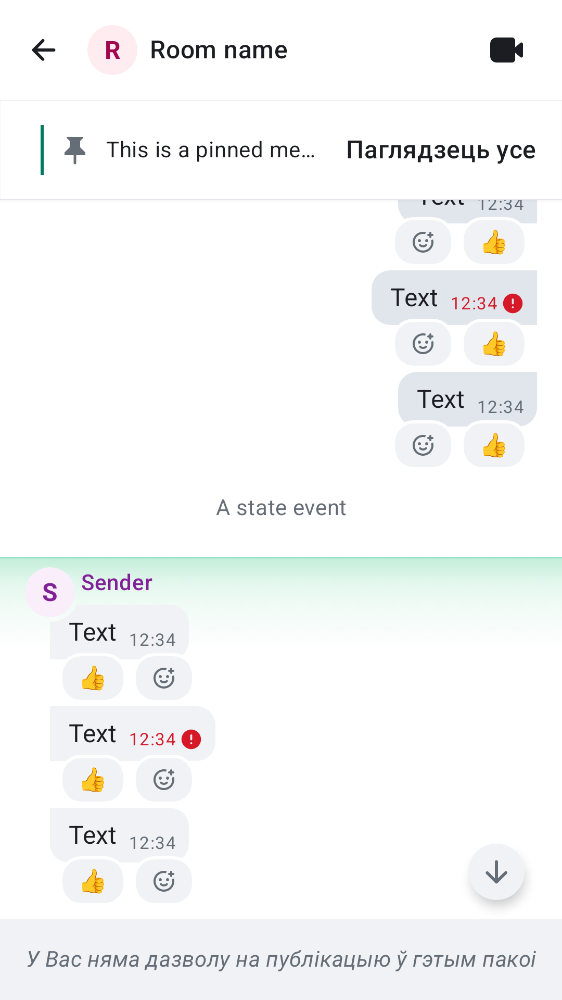 R Room name
This is a pinned me… Паглядзець усе
Text 12:34
Text 12:34
Text 12:34
A state event
S Sender
Text 12:34
Text 12:34
Text 12:34
У Вас няма дазволу на публікацыю ў гэтым пакоі